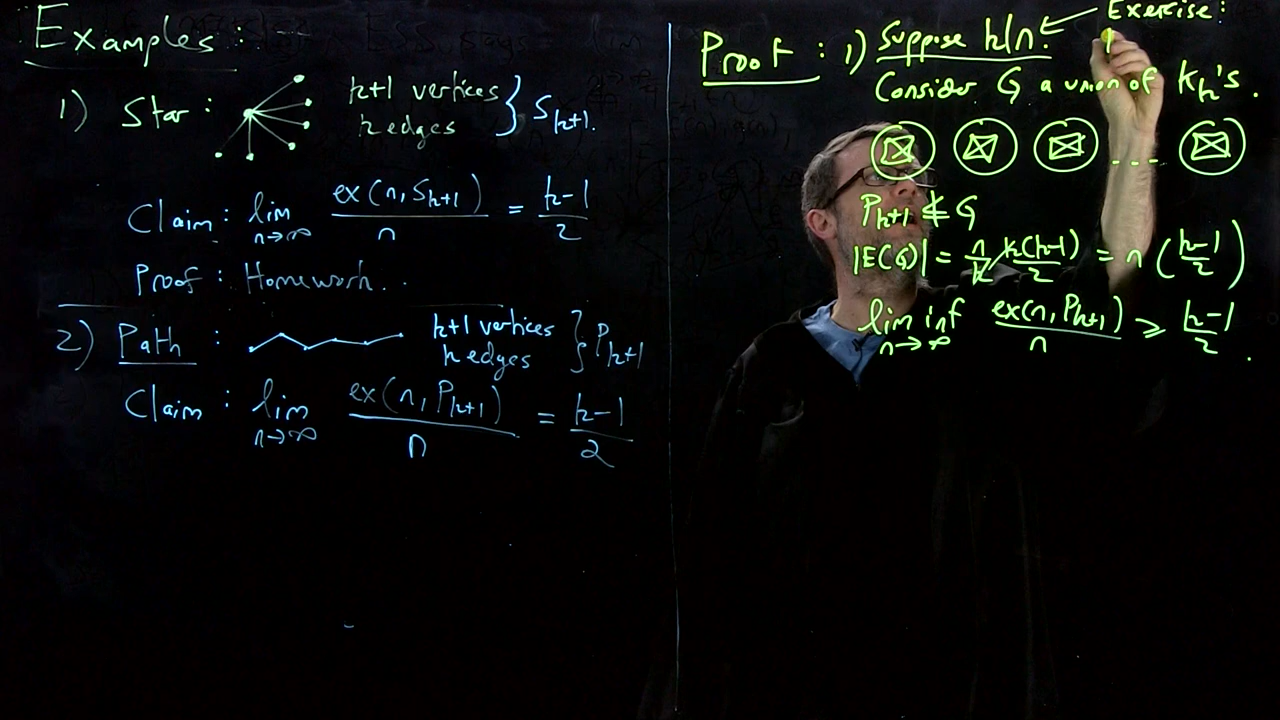 Examples :
1) Star : k+1 vertices
k edges } S_{k+1}.
Claim : lim_{n→∞} ex(n, S_{k+1}) / n = k-1 / 2
Proof : Homework.
2) Path : k+1 vertices
k edges } P_{k+1}
Claim : lim_{n→∞} ex(n, P_{k+1}) / n = k-1 / 2
Exercise :
Proof : 1) Suppose k|n.
Consider G a union of K_k's.
P_{k+1} ⊄ G
|E(G)| = n/k k(k-1)/2 = n (k-1 / 2)
lim inf_{n→∞} ex(n, P_{k+1}) / n ⩾ k-1 / 2 .